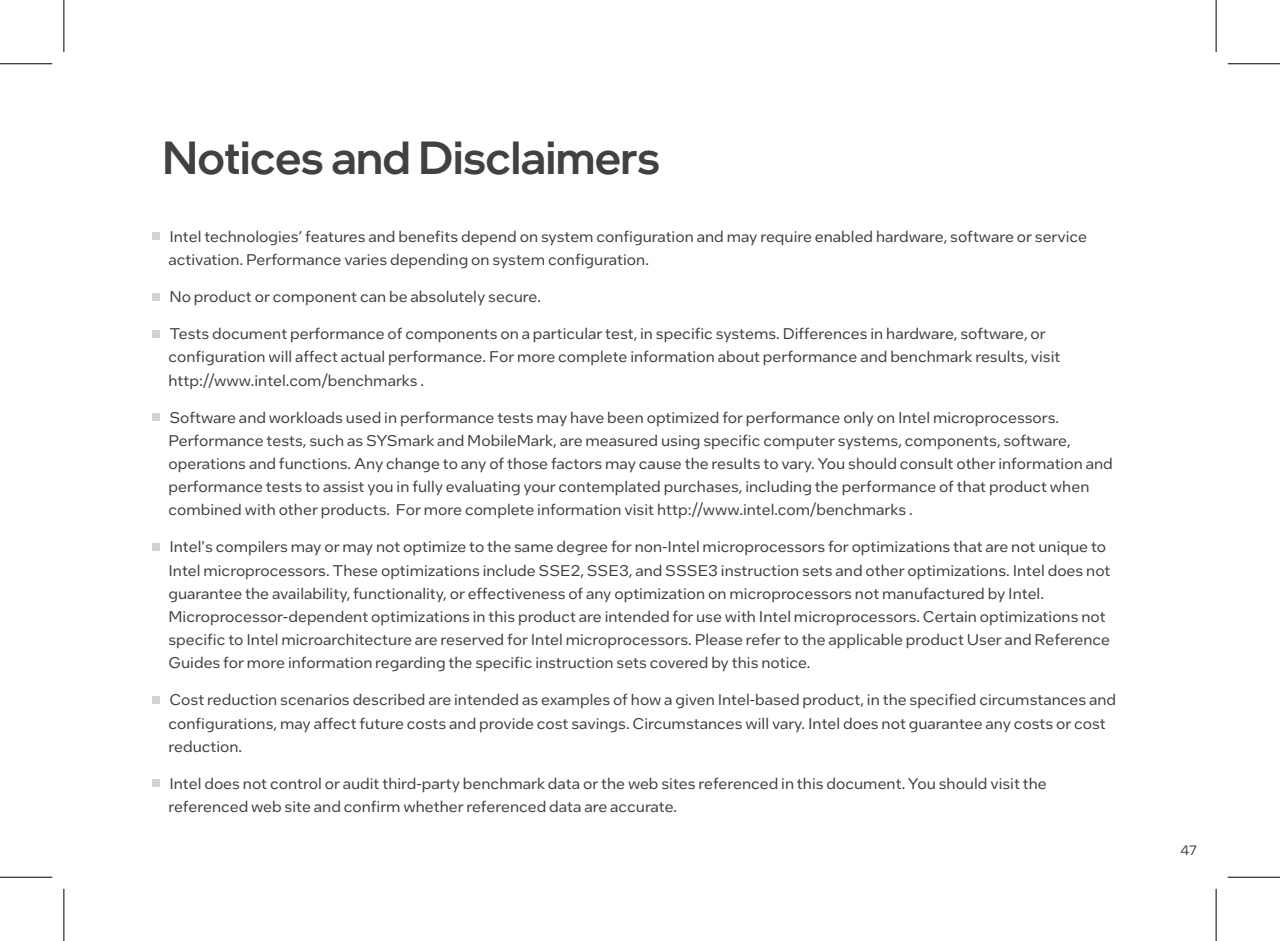 Notices and Disclaimers
Intel technologies’ features and benefits depend on system configuration and may require enabled hardware, software or service
activation. Performance varies depending on system configuration.
No product or component can be absolutely secure.
Tests document performance of components on a particular test, in specific systems. Differences in hardware, software, or
configuration will affect actual performance. For more complete information about performance and benchmark results, visit
http://www.intel.com/benchmarks .
Software and workloads used in performance tests may have been optimized for performance only on Intel microprocessors.
Performance tests, such as SYSmark and MobileMark, are measured using specific computer systems, components, software,
operations and functions. Any change to any of those factors may cause the results to vary. You should consult other information and
performance tests to assist you in fully evaluating your contemplated purchases, including the performance of that product when
combined with other products.  For more complete information visit http://www.intel.com/benchmarks .
Intel's compilers may or may not optimize to the same degree for non-Intel microprocessors for optimizations that are not unique to
Intel microprocessors. These optimizations include SSE2, SSE3, and SSSE3 instruction sets and other optimizations. Intel does not
guarantee the availability, functionality, or effectiveness of any optimization on microprocessors not manufactured by Intel.
Microprocessor-dependent optimizations in this product are intended for use with Intel microprocessors. Certain optimizations not
specific to Intel microarchitecture are reserved for Intel microprocessors. Please refer to the applicable product User and Reference
Guides for more information regarding the specific instruction sets covered by this notice.
Cost reduction scenarios described are intended as examples of how a given Intel-based product, in the specified circumstances and
configurations, may affect future costs and provide cost savings. Circumstances will vary. Intel does not guarantee any costs or cost
reduction.
Intel does not control or audit third-party benchmark data or the web sites referenced in this document. You should visit the
referenced web site and confirm whether referenced data are accurate.
47